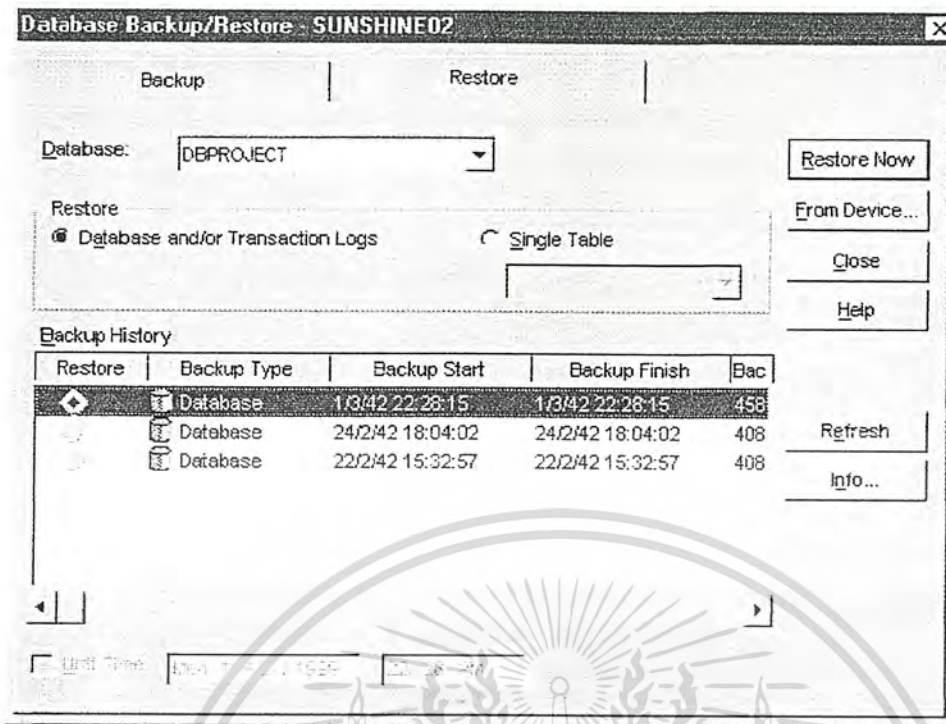 Database Backup/Restore - SUNSHINE02
Backup
Restore
Database:
DBPROJECT
Restore Now
Restore
From Device...
Database and/or Transaction Logs
Single Table
Close
Help
Backup History
Restore Backup Type Backup Start Backup Finish Bac
Database 1/3/42 22:28:15 1/3/42 22:28:15 458
Database 24/2/42 18:04:02 24/2/42 18:04:02 408
Database 22/2/42 15:32:57 22/2/42 15:32:57 408
Refresh
Info...
Until Time: